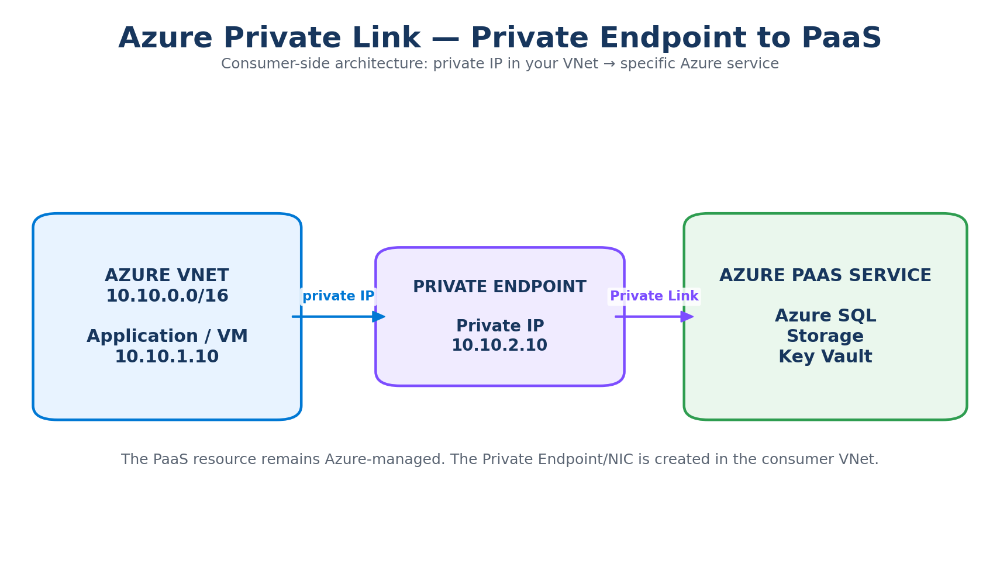 Azure Private Link — Private Endpoint to PaaS
Consumer-side architecture: private IP in your VNet → specific Azure service
AZURE VNET
10.10.0.0/16
Application / VM
10.10.1.10
private IP
PRIVATE ENDPOINT
Private IP
10.10.2.10
Private Link
AZURE PAAS SERVICE
Azure SQL
Storage
Key Vault
The PaaS resource remains Azure-managed. The Private Endpoint/NIC is created in the consumer VNet.